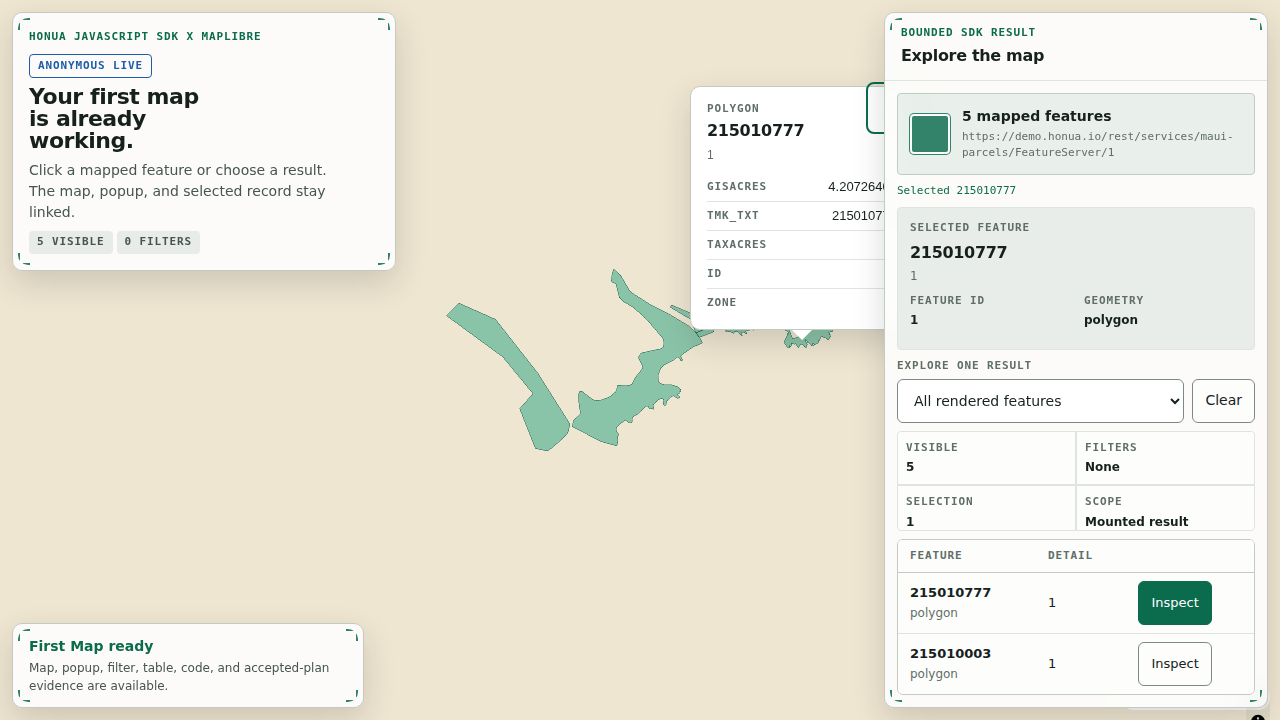 HONUA JAVASCRIPT SDK X MAPLIBRE
ANONYMOUS LIVE
Your first map
is already
working.
Click a mapped feature or choose a result.
The map, popup, and selected record stay
linked.
5 VISIBLE 0 FILTERS
POLYGON
215010777
1
GISACRES 4.2072646
TMK_TXT 21501077
TAXACRES
ID
ZONE
First Map ready
Map, popup, filter, table, code, and accepted-plan
evidence are available.
BOUNDED SDK RESULT
Explore the map
5 mapped features
https://demo.honua.io/rest/services/maui-
parcels/FeatureServer/1
Selected 215010777
SELECTED FEATURE
215010777
1
FEATURE ID GEOMETRY
1 polygon
EXPLORE ONE RESULT
All rendered features Clear
VISIBLE FILTERS
5 None
SELECTION SCOPE
1 Mounted result
FEATURE DETAIL
215010777
polygon 1 Inspect
215010003
polygon 1 Inspect